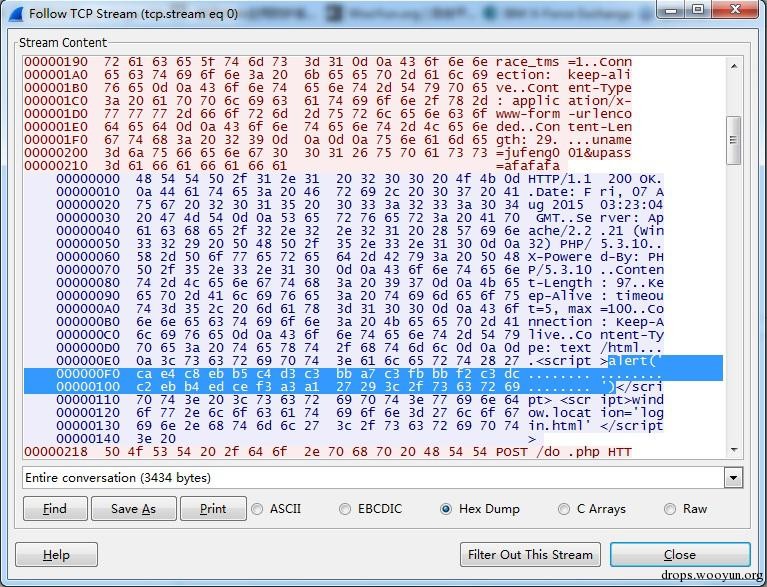 Follow TCP Stream (tcp.stream eq 0)
Stream Content
00000190 72 61 63 65 5f 74 6d 73 3d 31 0d 0a 43 6f 6e 6e race_tms =1..Conn
000001A0 65 63 74 69 6f 6e 3a 20 6b 65 65 70 2d 61 6c 69 ection: keep-ali
000001B0 76 65 0d 0a 43 6f 6e 74 65 6e 74 2d 54 79 70 65 ve..Cont ent-Type
000001C0 3a 20 61 70 70 6c 69 63 61 74 69 6f 6e 2f 78 2d : applic ation/x-
000001D0 77 77 77 2d 66 6f 72 6d 2d 75 72 6c 65 6e 63 6f www-form -urlenco
000001E0 64 65 64 0d 0a 43 6f 6e 74 65 6e 74 2d 4c 65 6e ded..Con tent-Len
000001F0 67 74 68 3a 20 32 39 0d 0a 0d 0a 75 6e 61 6d 65 gth: 29. ...uname
00000200 3d 6a 75 66 65 6e 67 30 30 31 26 75 70 61 73 73 =jufeng0 01&upass
00000210 3d 61 66 61 66 61 66 61 =afafafa
00000000 48 54 54 50 2f 31 2e 31 20 32 30 30 20 4f 4b 0d HTTP/1.1 200 OK.
00000010 0a 44 61 74 65 3a 20 46 72 69 2c 20 30 37 20 41 .Date: F ri, 07 A
00000020 75 67 20 32 30 31 35 20 30 33 3a 32 33 3a 30 34 ug 2015 03:23:04
00000030 20 47 4d 54 0d 0a 53 65 72 76 65 72 3a 20 41 70 GMT..Se rver: Ap
00000040 61 63 68 65 2f 32 2e 32 2e 32 31 20 28 57 69 6e ache/2.2 .21 (Win
00000050 33 32 29 20 50 48 50 2f 35 2e 33 2e 31 30 0d 0a 32) PHP/ 5.3.10..
00000060 58 2d 50 6f 77 65 72 65 64 2d 42 79 3a 20 50 48 X-Powere d-By: PH
00000070 50 2f 35 2e 33 2e 31 30 0d 0a 43 6f 6e 74 65 6e P/5.3.10 ..Conten
00000080 74 2d 4c 65 6e 67 74 68 3a 20 39 37 0d 0a 4b 65 t-Length : 97..Ke
00000090 65 70 2d 41 6c 69 76 65 3a 20 74 69 6d 65 6f 75 ep-Alive : timeou
000000A0 74 3d 35 2c 20 6d 61 78 3d 31 30 30 0d 0a 43 6f t=5, max =100..Co
000000B0 6e 6e 65 63 74 69 6f 6e 3a 20 4b 65 65 70 2d 41 nnection : Keep-A
000000C0 6c 69 76 65 0d 0a 43 6f 6e 74 65 6e 74 2d 54 79 live..Co ntent-Ty
000000D0 70 65 3a 20 74 65 78 74 2f 68 74 6d 6c 0d 0a 0d pe: text /html...
000000E0 0a 3c 73 63 72 69 70 74 3e 61 6c 65 72 74 28 27 .<script >alert('
000000F0 ca e4 c8 eb b5 c4 d3 c3 bb a7 c3 fb bb f2 c3 dc ........ ........
00000100 c2 eb b4 ed ce f3 a3 a1 27 29 3c 2f 73 63 72 69 ........ ')</scri
00000110 70 74 3e 20 3c 73 63 72 69 70 74 3e 77 69 6e 64 pt> <scr ipt>wind
00000120 6f 77 2e 6c 6f 63 61 74 69 6f 6e 3d 27 6c 6f 67 ow.locat ion='log
00000130 69 6e 2e 68 74 6d 6c 27 3c 2f 73 63 72 69 70 74 in.html' </script
00000140 3e 20 >
00000218 50 4f 53 54 20 2f 64 6f 2e 70 68 70 20 48 54 54 POST /do .php HTT
Entire conversation (3434 bytes)
Find Save As Print ASCII EBCDIC Hex Dump C Arrays Raw
Help Filter Out This Stream Close
drops.wooyun.org